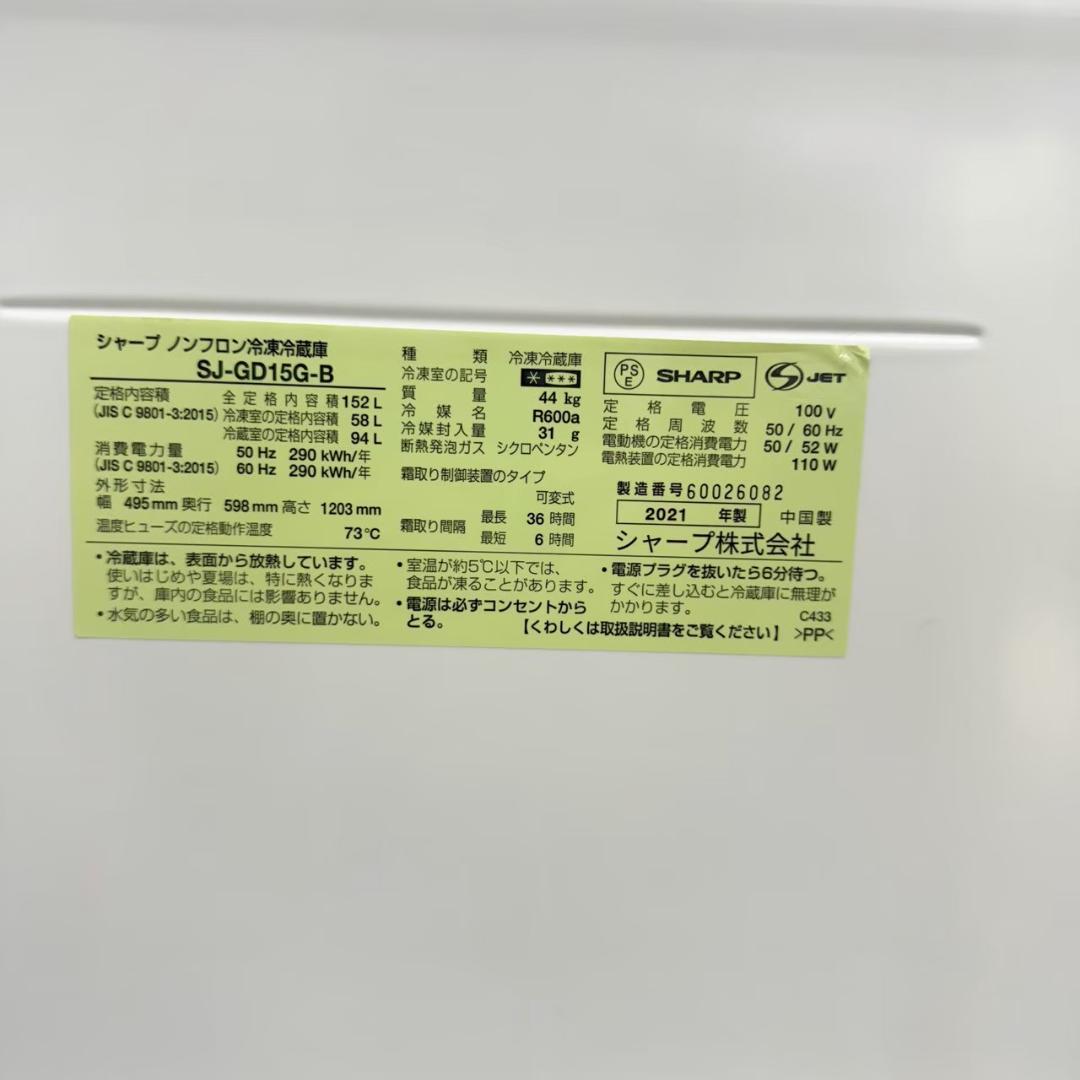 シャープ ノンフロン冷凍冷蔵庫
SJ-GD15G-B
定格内容積 全定格内容積 152 L
(JIS C 9801-3:2015) 冷凍室の定格内容積 58 L
冷蔵室の定格内容積 94 L
消費電力量 50 Hz 290 kWh/年
(JIS C 9801-3:2015) 60 Hz 290 kWh/年
外形寸法
幅 495 mm 奥行 598 mm 高さ 1203 mm
温度ヒューズの定格動作温度 73℃
種類 冷凍冷蔵庫
冷凍室の記号 ****
質量 44 kg
冷媒名 R600a
冷媒封入量 31 g
断熱発泡ガス シクロペンタン
霜取り制御装置のタイプ
可変式
霜取り間隔 最長 36 時間
最短 6 時間
PS E SHARP JET
定格電圧 100 V
定格周波数 50 / 60 Hz
電動機の定格消費電力 50 / 52 W
電熱装置の定格消費電力 110 W
製造番号 60026082
2021 年製 中国製
シャープ株式会社
・冷蔵庫は、表面から放熱しています。
使いはじめや夏場は、特に熱くなりま
すが、庫内の食品には影響ありません。
・水気の多い食品は、棚の奥に置かない。
・室温が約5℃以下では、
食品が凍ることがあります。
・電源は必ずコンセントから
とる。
・電源プラグを抜いたら6分待つ。
すぐに差し込むと冷蔵庫に無理が
かかります。 C433
【くわしくは取扱説明書をご覧ください】 >PP<